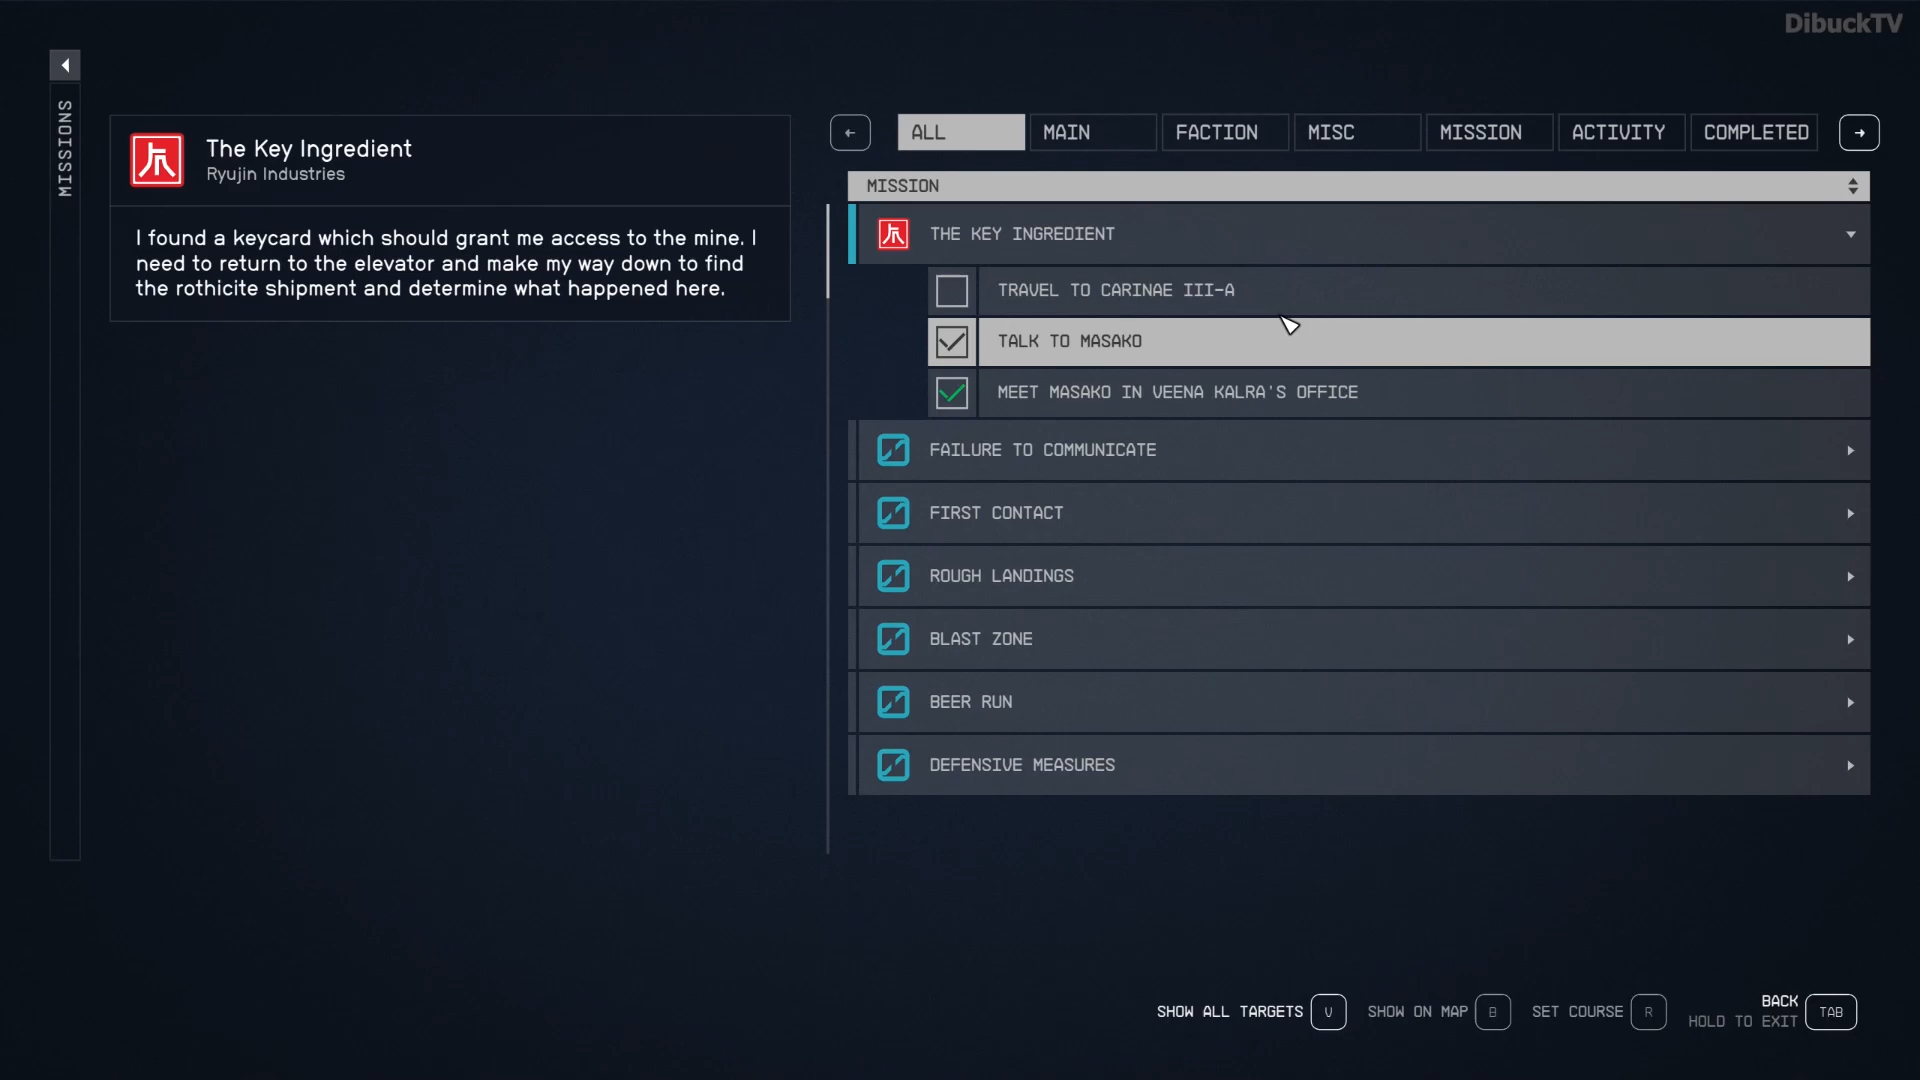 DibuckTV
MISSIONS
The Key Ingredient
Ryujin Industries
I found a keycard which should grant me access to the mine. I
need to return to the elevator and make my way down to find
the rothicite shipment and determine what happened here.
ALL MAIN FACTION MISC MISSION ACTIVITY COMPLETED
MISSION
THE KEY INGREDIENT
TRAVEL TO CARINAE III-A
TALK TO MASAKO
MEET MASAKO IN VEENA KALRA'S OFFICE
FAILURE TO COMMUNICATE
FIRST CONTACT
ROUGH LANDINGS
BLAST ZONE
BEER RUN
DEFENSIVE MEASURES
SHOW ALL TARGETS V SHOW ON MAP B SET COURSE R BACK TAB
HOLD TO EXIT